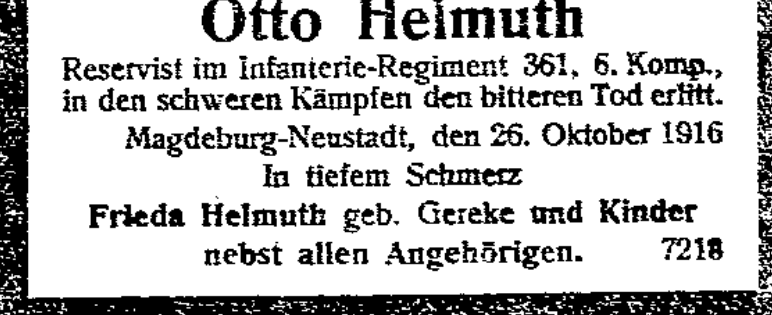 Otto Helmuth
Reservist im Infanterie-Regiment 361, 6. Komp.,
in den schweren Kämpfen den bitteren Tod erlitt.
Magdeburg-Neustadt, den 26. Oktober 1916
In tiefem Schmerz
Frieda Helmuth geb. Gereke und Kinder
nebst allen Angehörigen. 7218